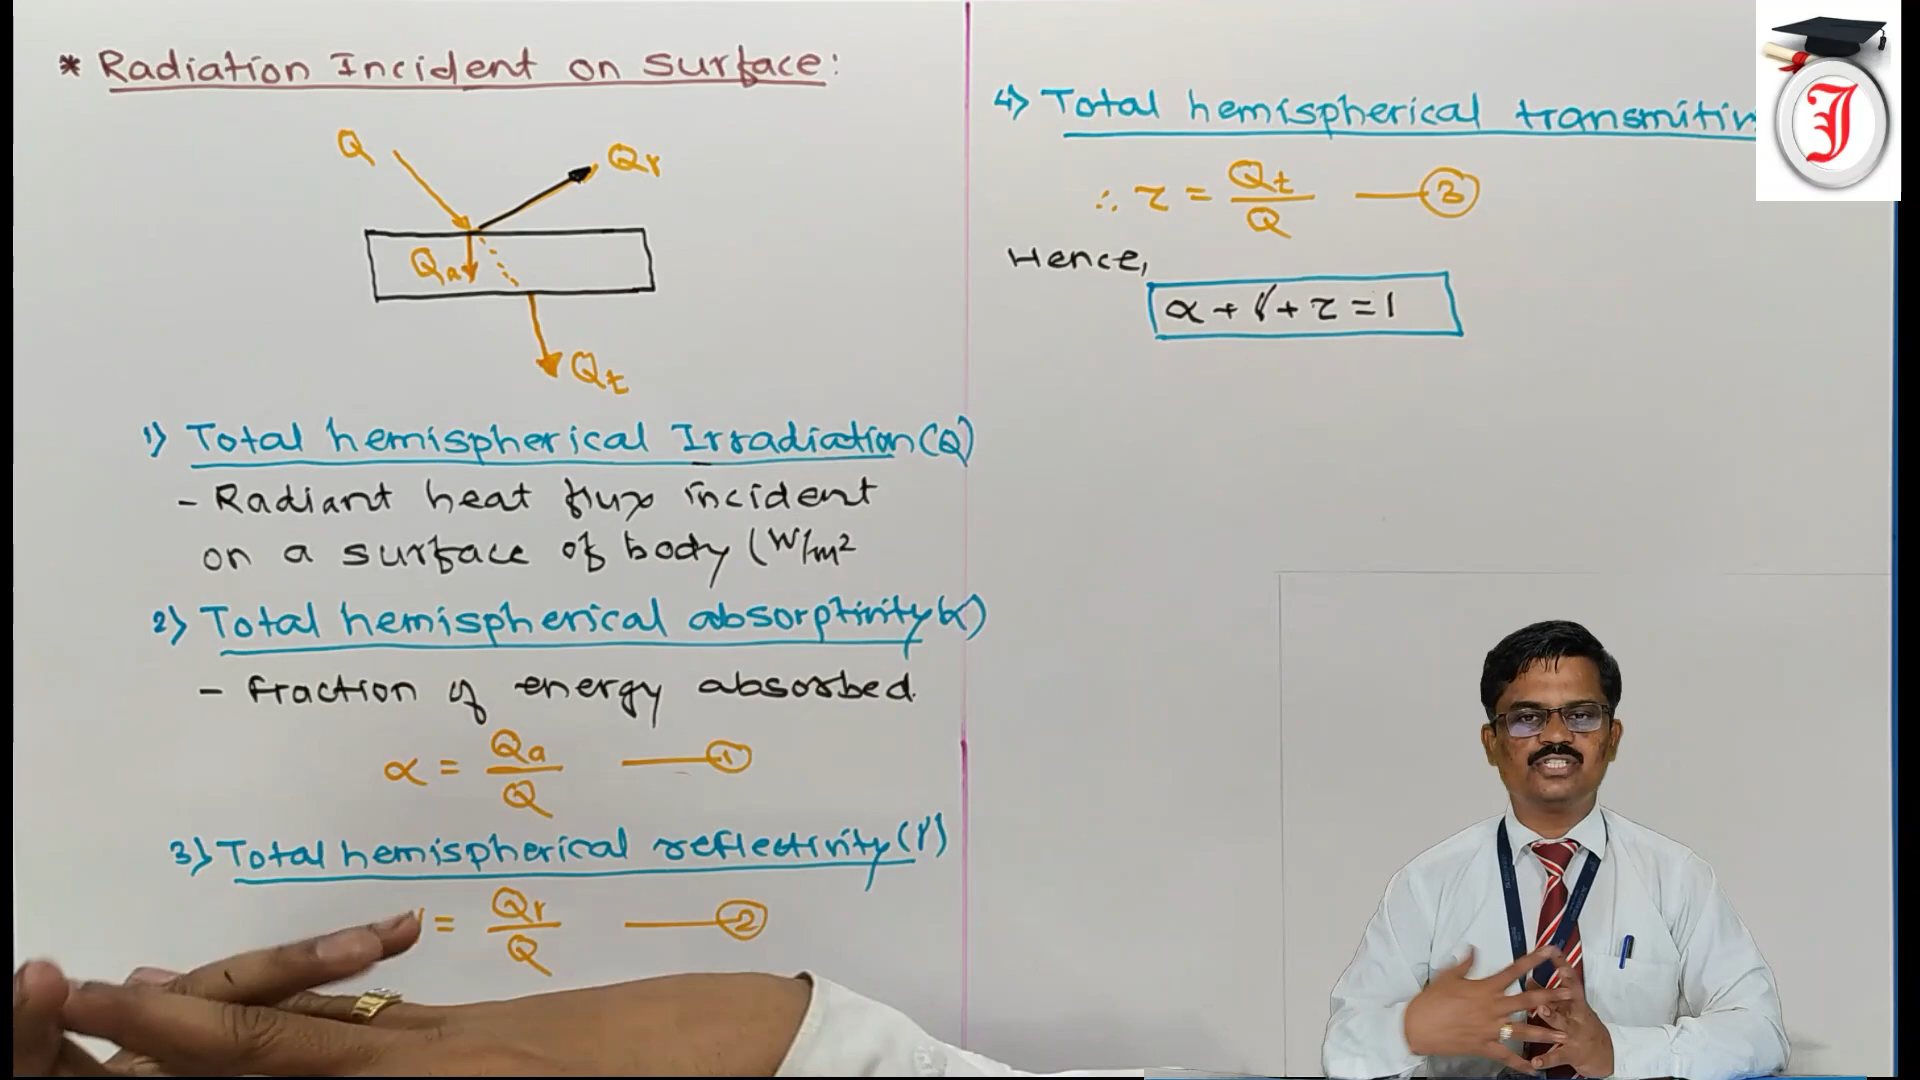 * Radiation Incident on surface:
Q
Qr
Qa
Qt
1) Total hemispherical Irradiation (Q)
- Radiant heat flux incident
on a surface of body (W/m²
2) Total hemispherical absorptivity (α)
- fraction of energy absorbed.
α = Qa/Q —— 1
3) Total hemispherical reflectivity (r)
r = Qr/Q —— 2
4) Total hemispherical
∴ τ = Qt/Q —— 3
Hence,
α + r + τ = 1
J